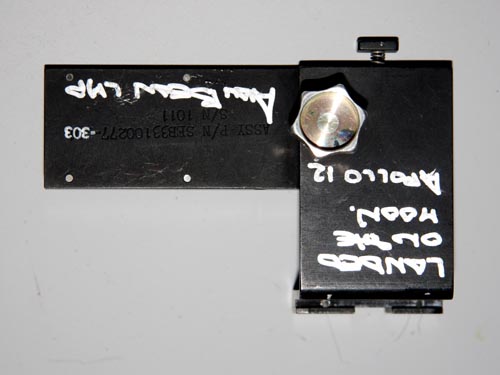 LANDED
ON THE
MOON.
APOLLO 12
ASSY P/N SEB33100277-303
S/N 1011
Alan Bean LMP